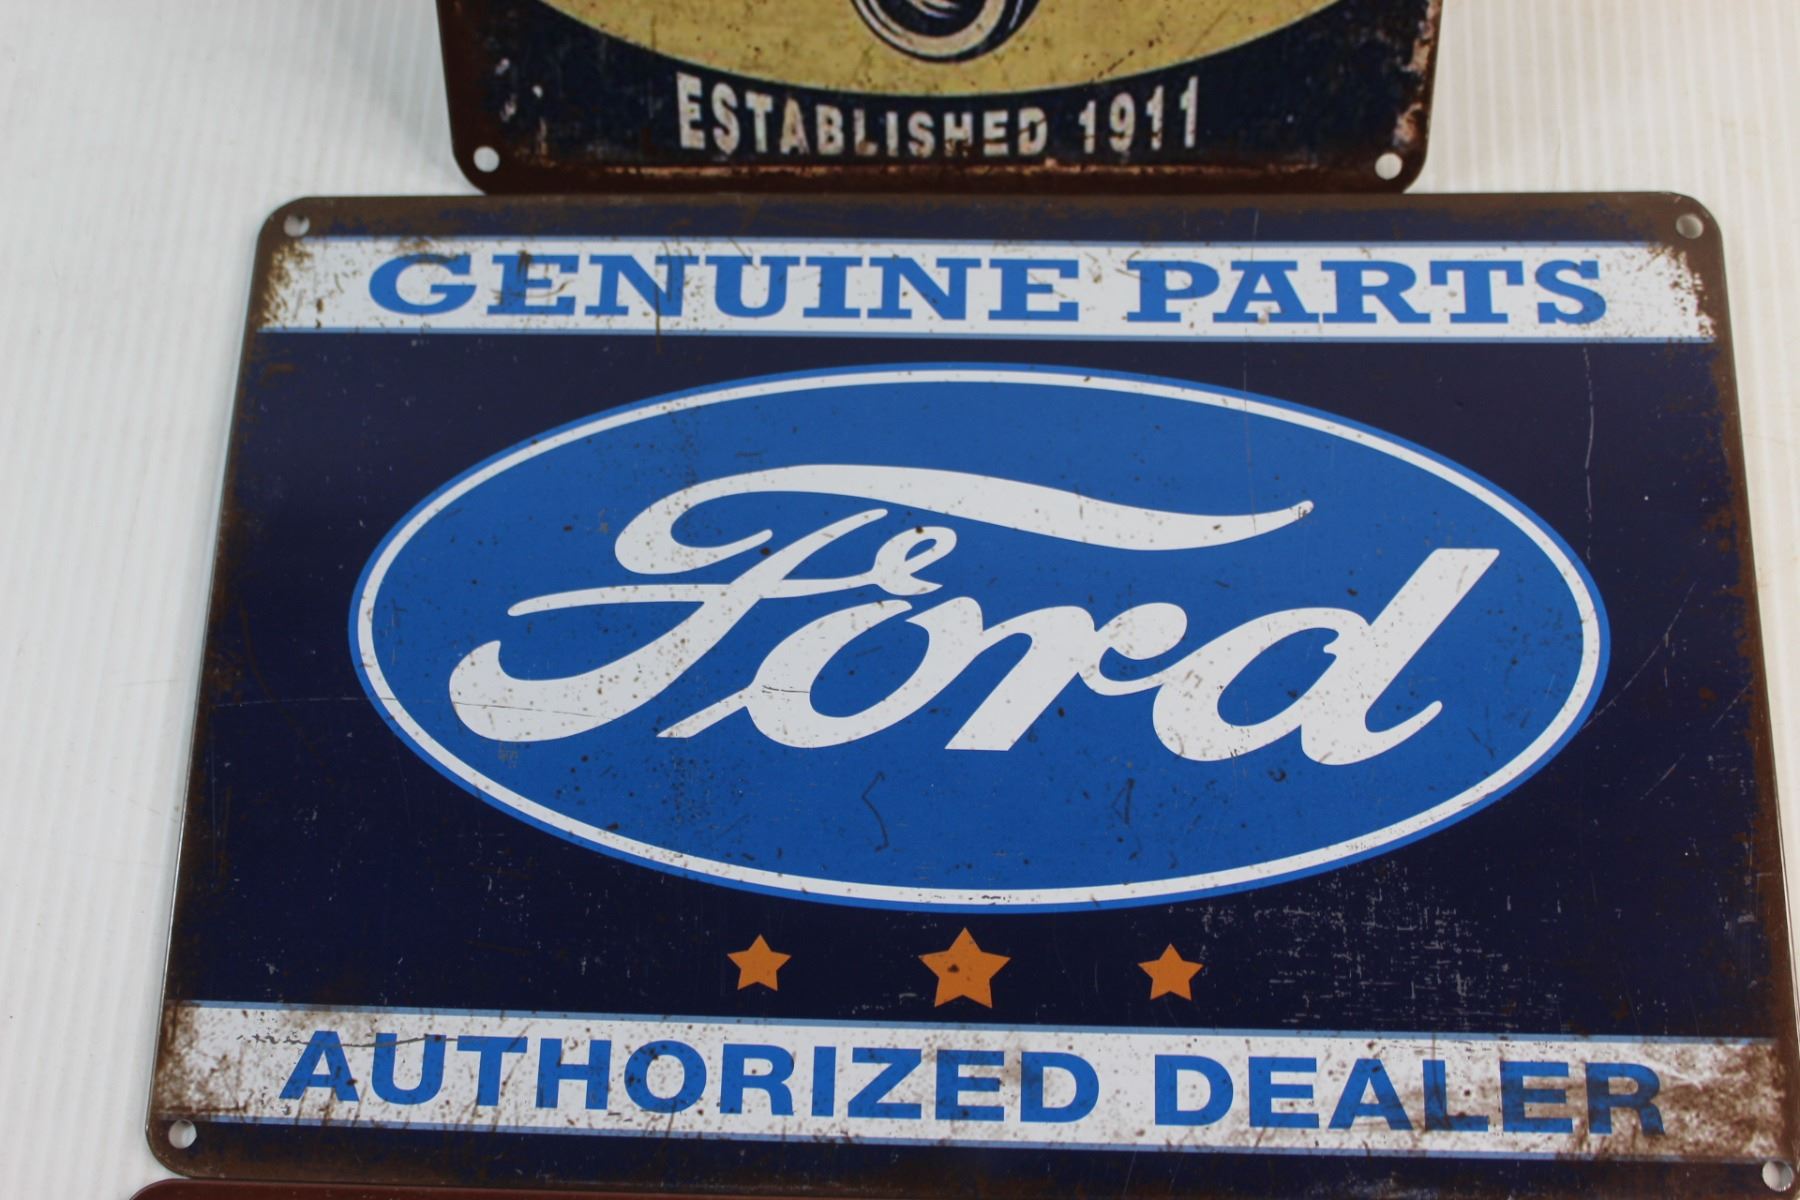 ESTABLISHED 1911
GENUINE PARTS
Ford
AUTHORIZED DEALER